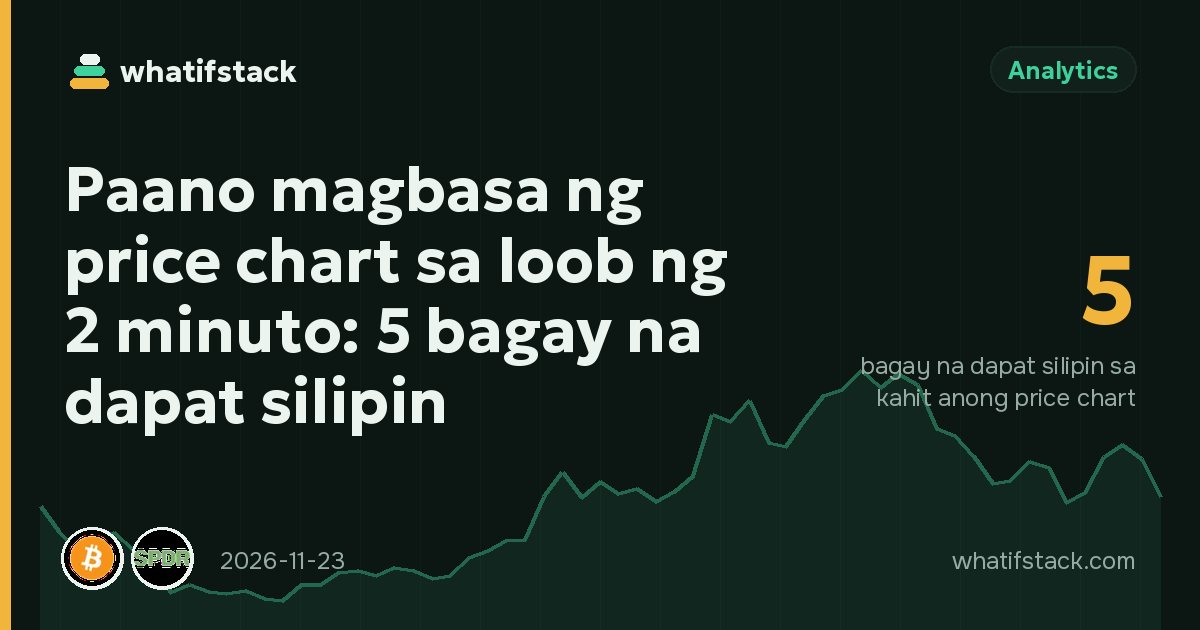 whatifstack
Analytics
Paano magbasa ng
price chart sa loob ng
2 minuto: 5 bagay na
dapat silipin
5
bagay na dapat silipin sa
kahit anong price chart
SPDR
2026-11-23
whatifstack.com